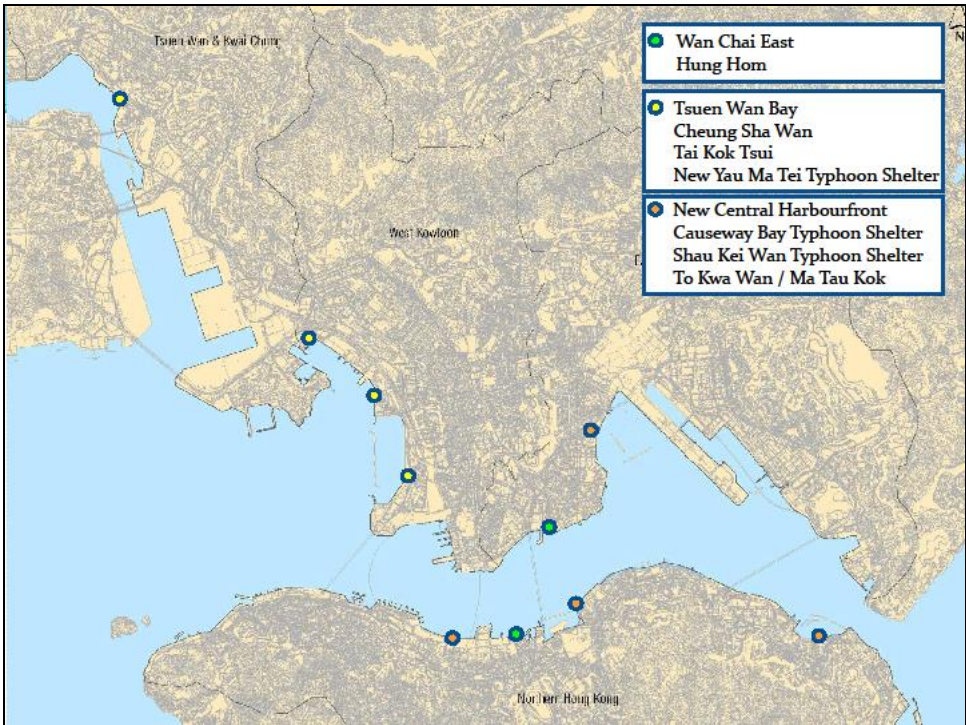 Tsuen Wan & Kwai Chung
N
Wan Chai East
Hung Hom
Tsuen Wan Bay
Cheung Sha Wan
Tai Kok Tsui
New Yau Ma Tei Typhoon Shelter
New Central Harbourfront
Causeway Bay Typhoon Shelter
Shau Kei Wan Typhoon Shelter
To Kwa Wan / Ma Tau Kok
West Kowloon
Northern Hong Kong